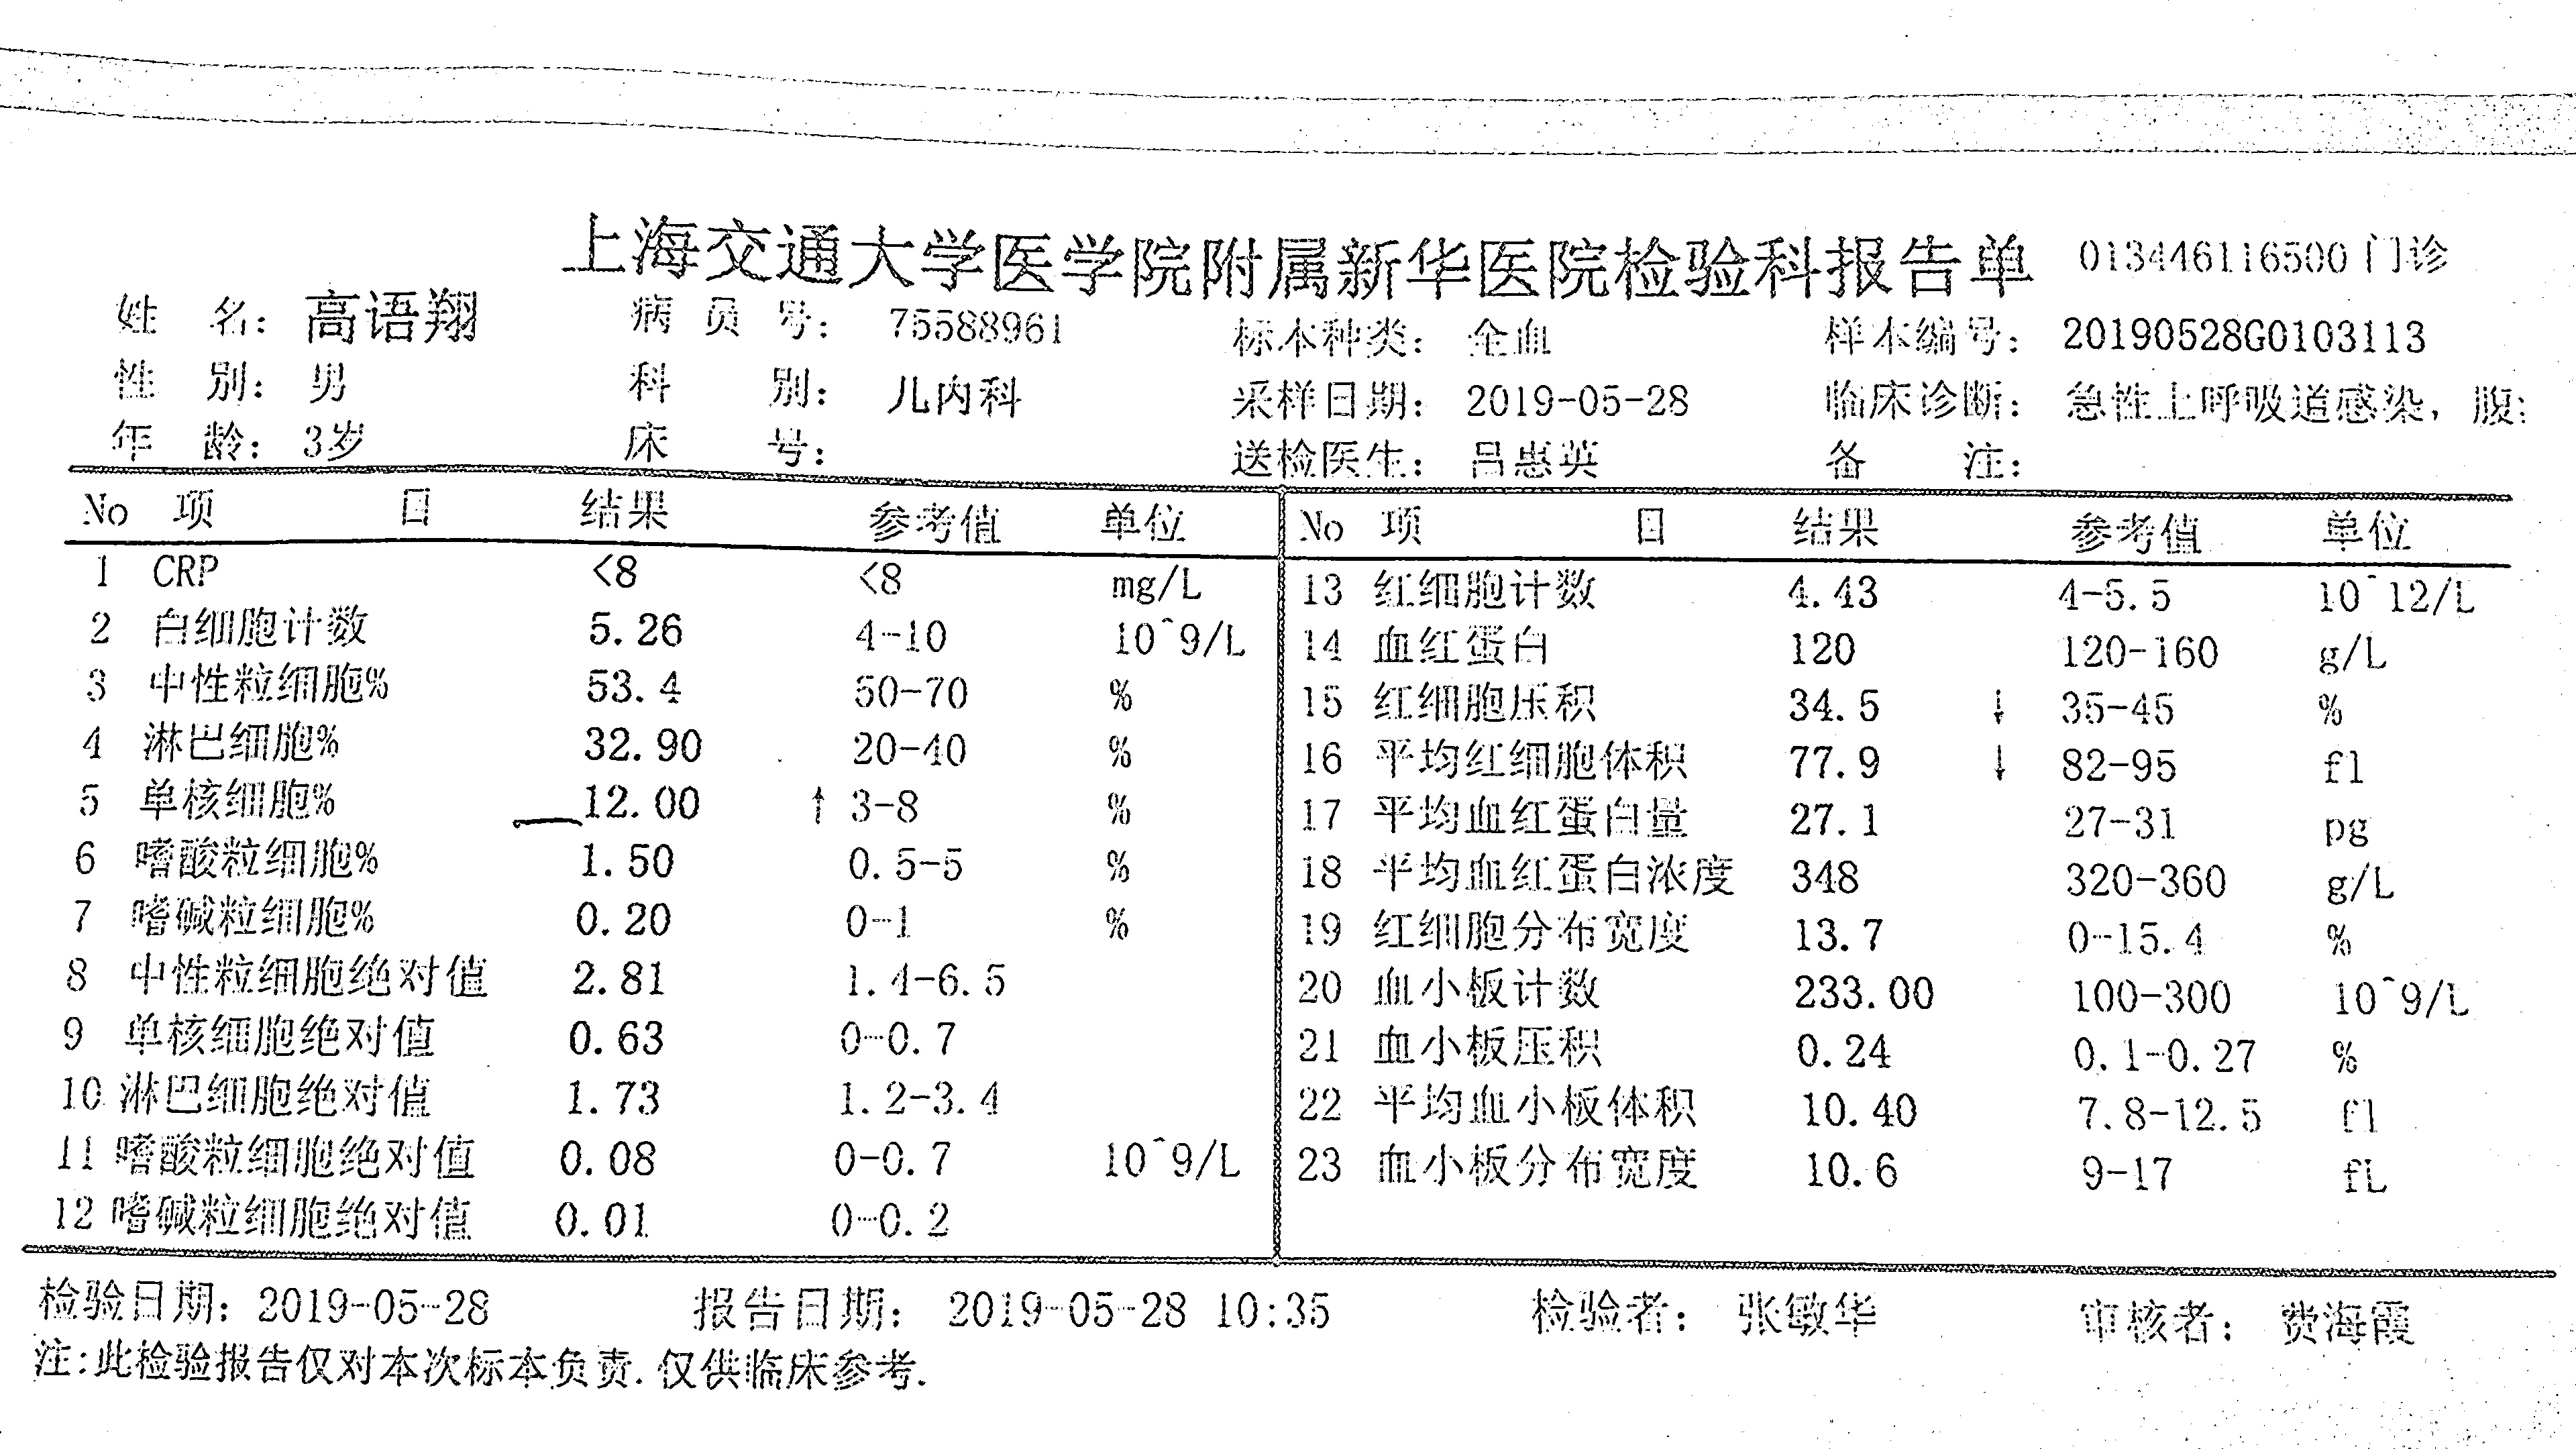 上海交通大学医学院附属新华医院检验科报告单 013446116500 门诊
姓 名: 高语翔 病 员 号: 75588961 标本种类: 全血 样本编号: 20190528G0103113
性 别: 男 科 别: 儿内科 采样日期: 2019-05-28 临床诊断: 急性上呼吸道感染, 腹:
年 龄: 3岁 床 号: 送检医生: 吕惠英 备 注:
No 项 目 结果 参考值 单位 No 项 目 结果 参考值 单位
1 CRP <8 <8 mg/L 13 红细胞计数 4.43 4-5.5 10^12/L
2 白细胞计数 5.26 4-10 10^9/L 14 血红蛋白 120 120-160 g/L
3 中性粒细胞% 53.4 50-70 % 15 红细胞压积 34.5 ↓ 35-45 %
4 淋巴细胞% 32.90 20-40 % 16 平均红细胞体积 77.9 ↓ 82-95 fl
5 单核细胞% 12.00 ↑ 3-8 % 17 平均血红蛋白量 27.1 27-31 pg
6 嗜酸粒细胞% 1.50 0.5-5 % 18 平均血红蛋白浓度 348 320-360 g/L
7 嗜碱粒细胞% 0.20 0-1 % 19 红细胞分布宽度 13.7 0-15.4 %
8 中性粒细胞绝对值 2.81 1.4-6.5 20 血小板计数 233.00 100-300 10^9/L
9 单核细胞绝对值 0.63 0-0.7 21 血小板压积 0.24 0.1-0.27 %
10 淋巴细胞绝对值 1.73 1.2-3.4 22 平均血小板体积 10.40 7.8-12.5 fl
11 嗜酸粒细胞绝对值 0.08 0-0.7 10^9/L 23 血小板分布宽度 10.6 9-17 fL
12 嗜碱粒细胞绝对值 0.01 0-0.2
检验日期: 2019-05-28 报告日期: 2019-05-28 10:35 检验者: 张敏华 审核者: 费海霞
注:此检验报告仅对本次标本负责.仅供临床参考.